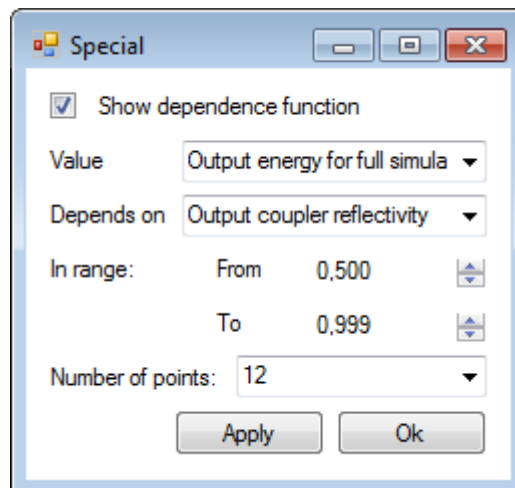 Special
Show dependence function
Value Output energy for full simula
Depends on Output coupler reflectivity
In range: From 0,500
To 0,999
Number of points: 12
Apply Ok